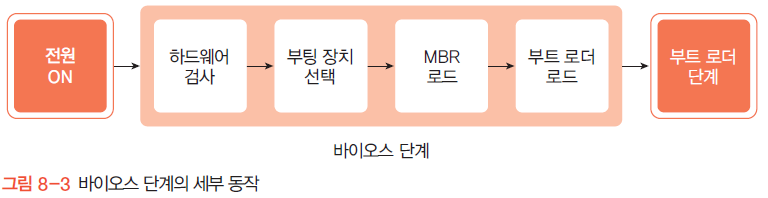 전원
ON
하드웨어
검사
부팅 장치
선택
MBR
로드
부트 로더
로드
부트 로더
단계
바이오스 단계
그림 8-3 바이오스 단계의 세부 동작